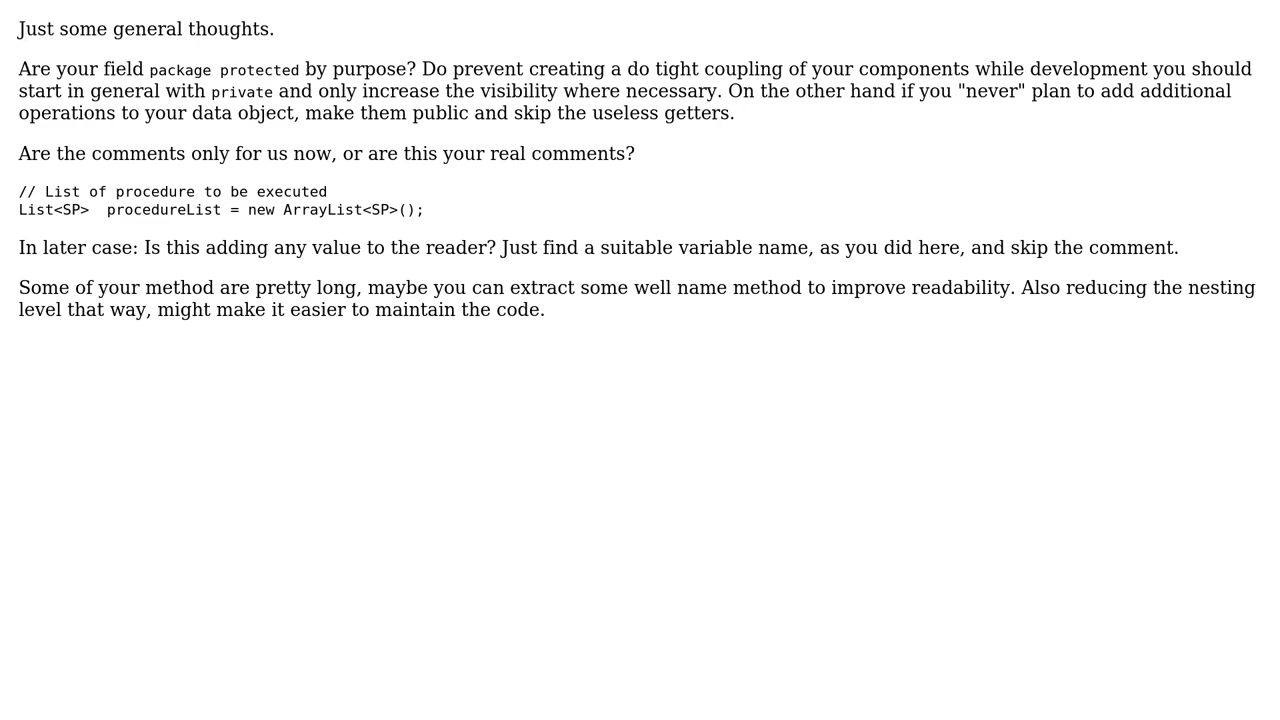 Just some general thoughts.
Are your field package protected by purpose? Do prevent creating a do tight coupling of your components while development you should
start in general with private and only increase the visibility where necessary. On the other hand if you "never" plan to add additional
operations to your data object, make them public and skip the useless getters.
Are the comments only for us now, or are this your real comments?
// List of procedure to be executed
List<SP>  procedureList = new ArrayList<SP>();
In later case: Is this adding any value to the reader? Just find a suitable variable name, as you did here, and skip the comment.
Some of your method are pretty long, maybe you can extract some well name method to improve readability. Also reducing the nesting
level that way, might make it easier to maintain the code.